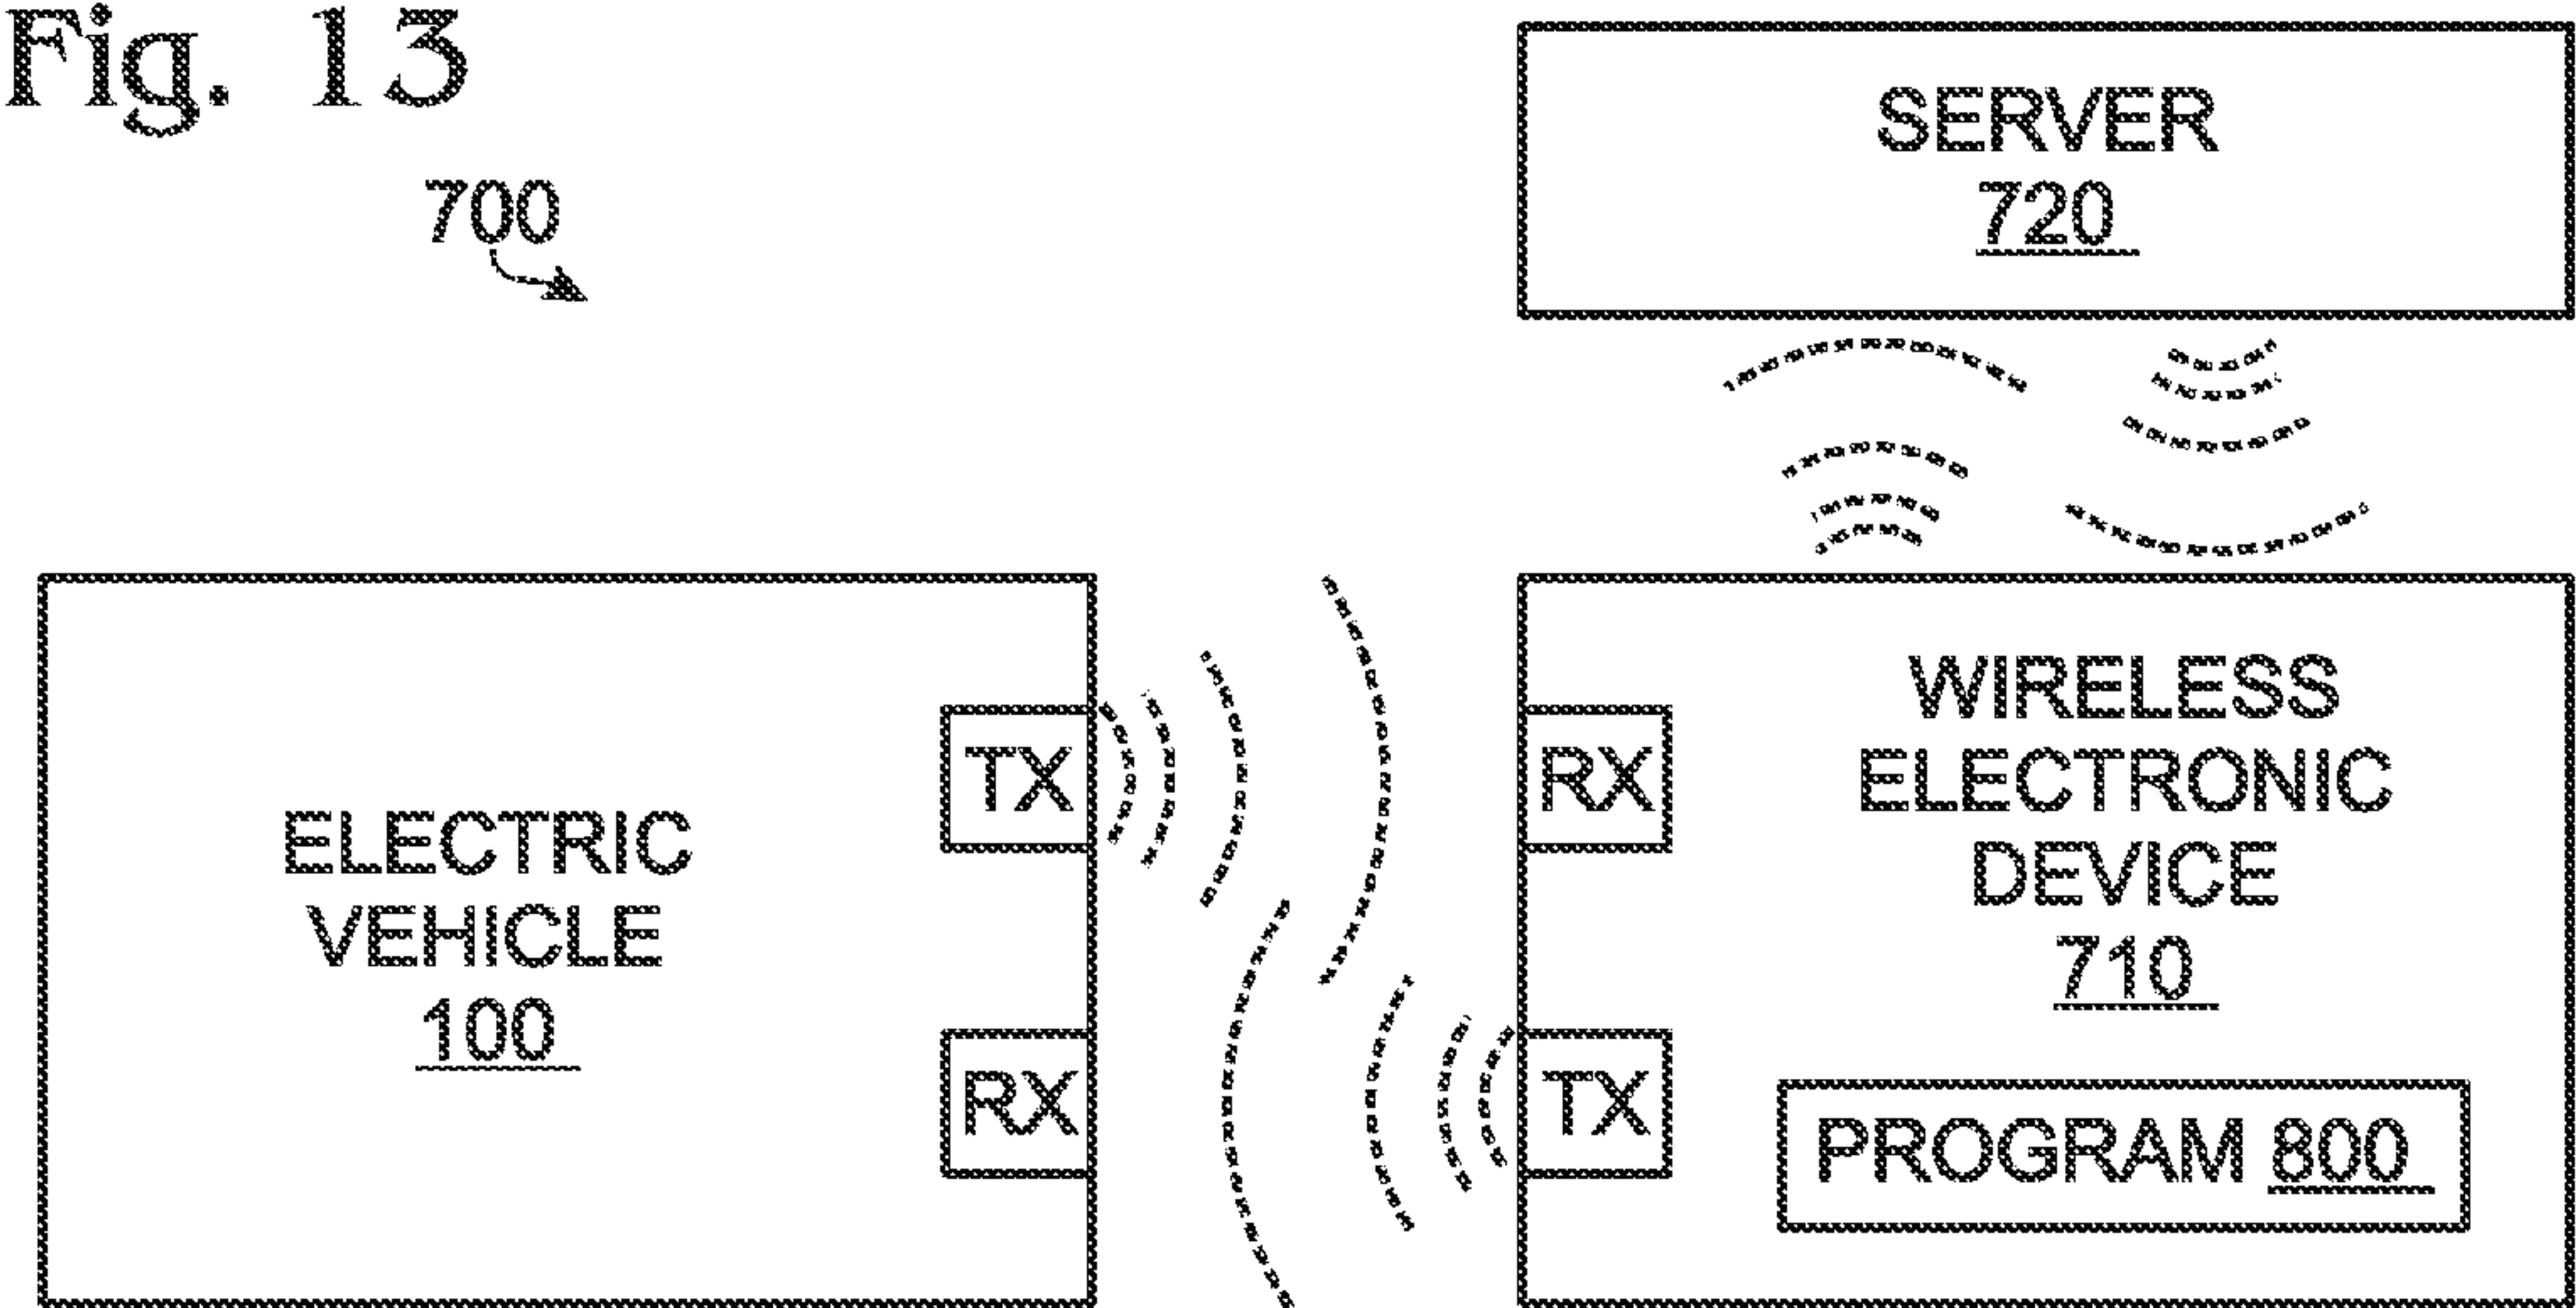 Fig. 13
700
SERVER
720
ELECTRIC
VEHICLE
100
TX
RX
RX
TX
WIRELESS
ELECTRONIC
DEVICE
710
PROGRAM 800